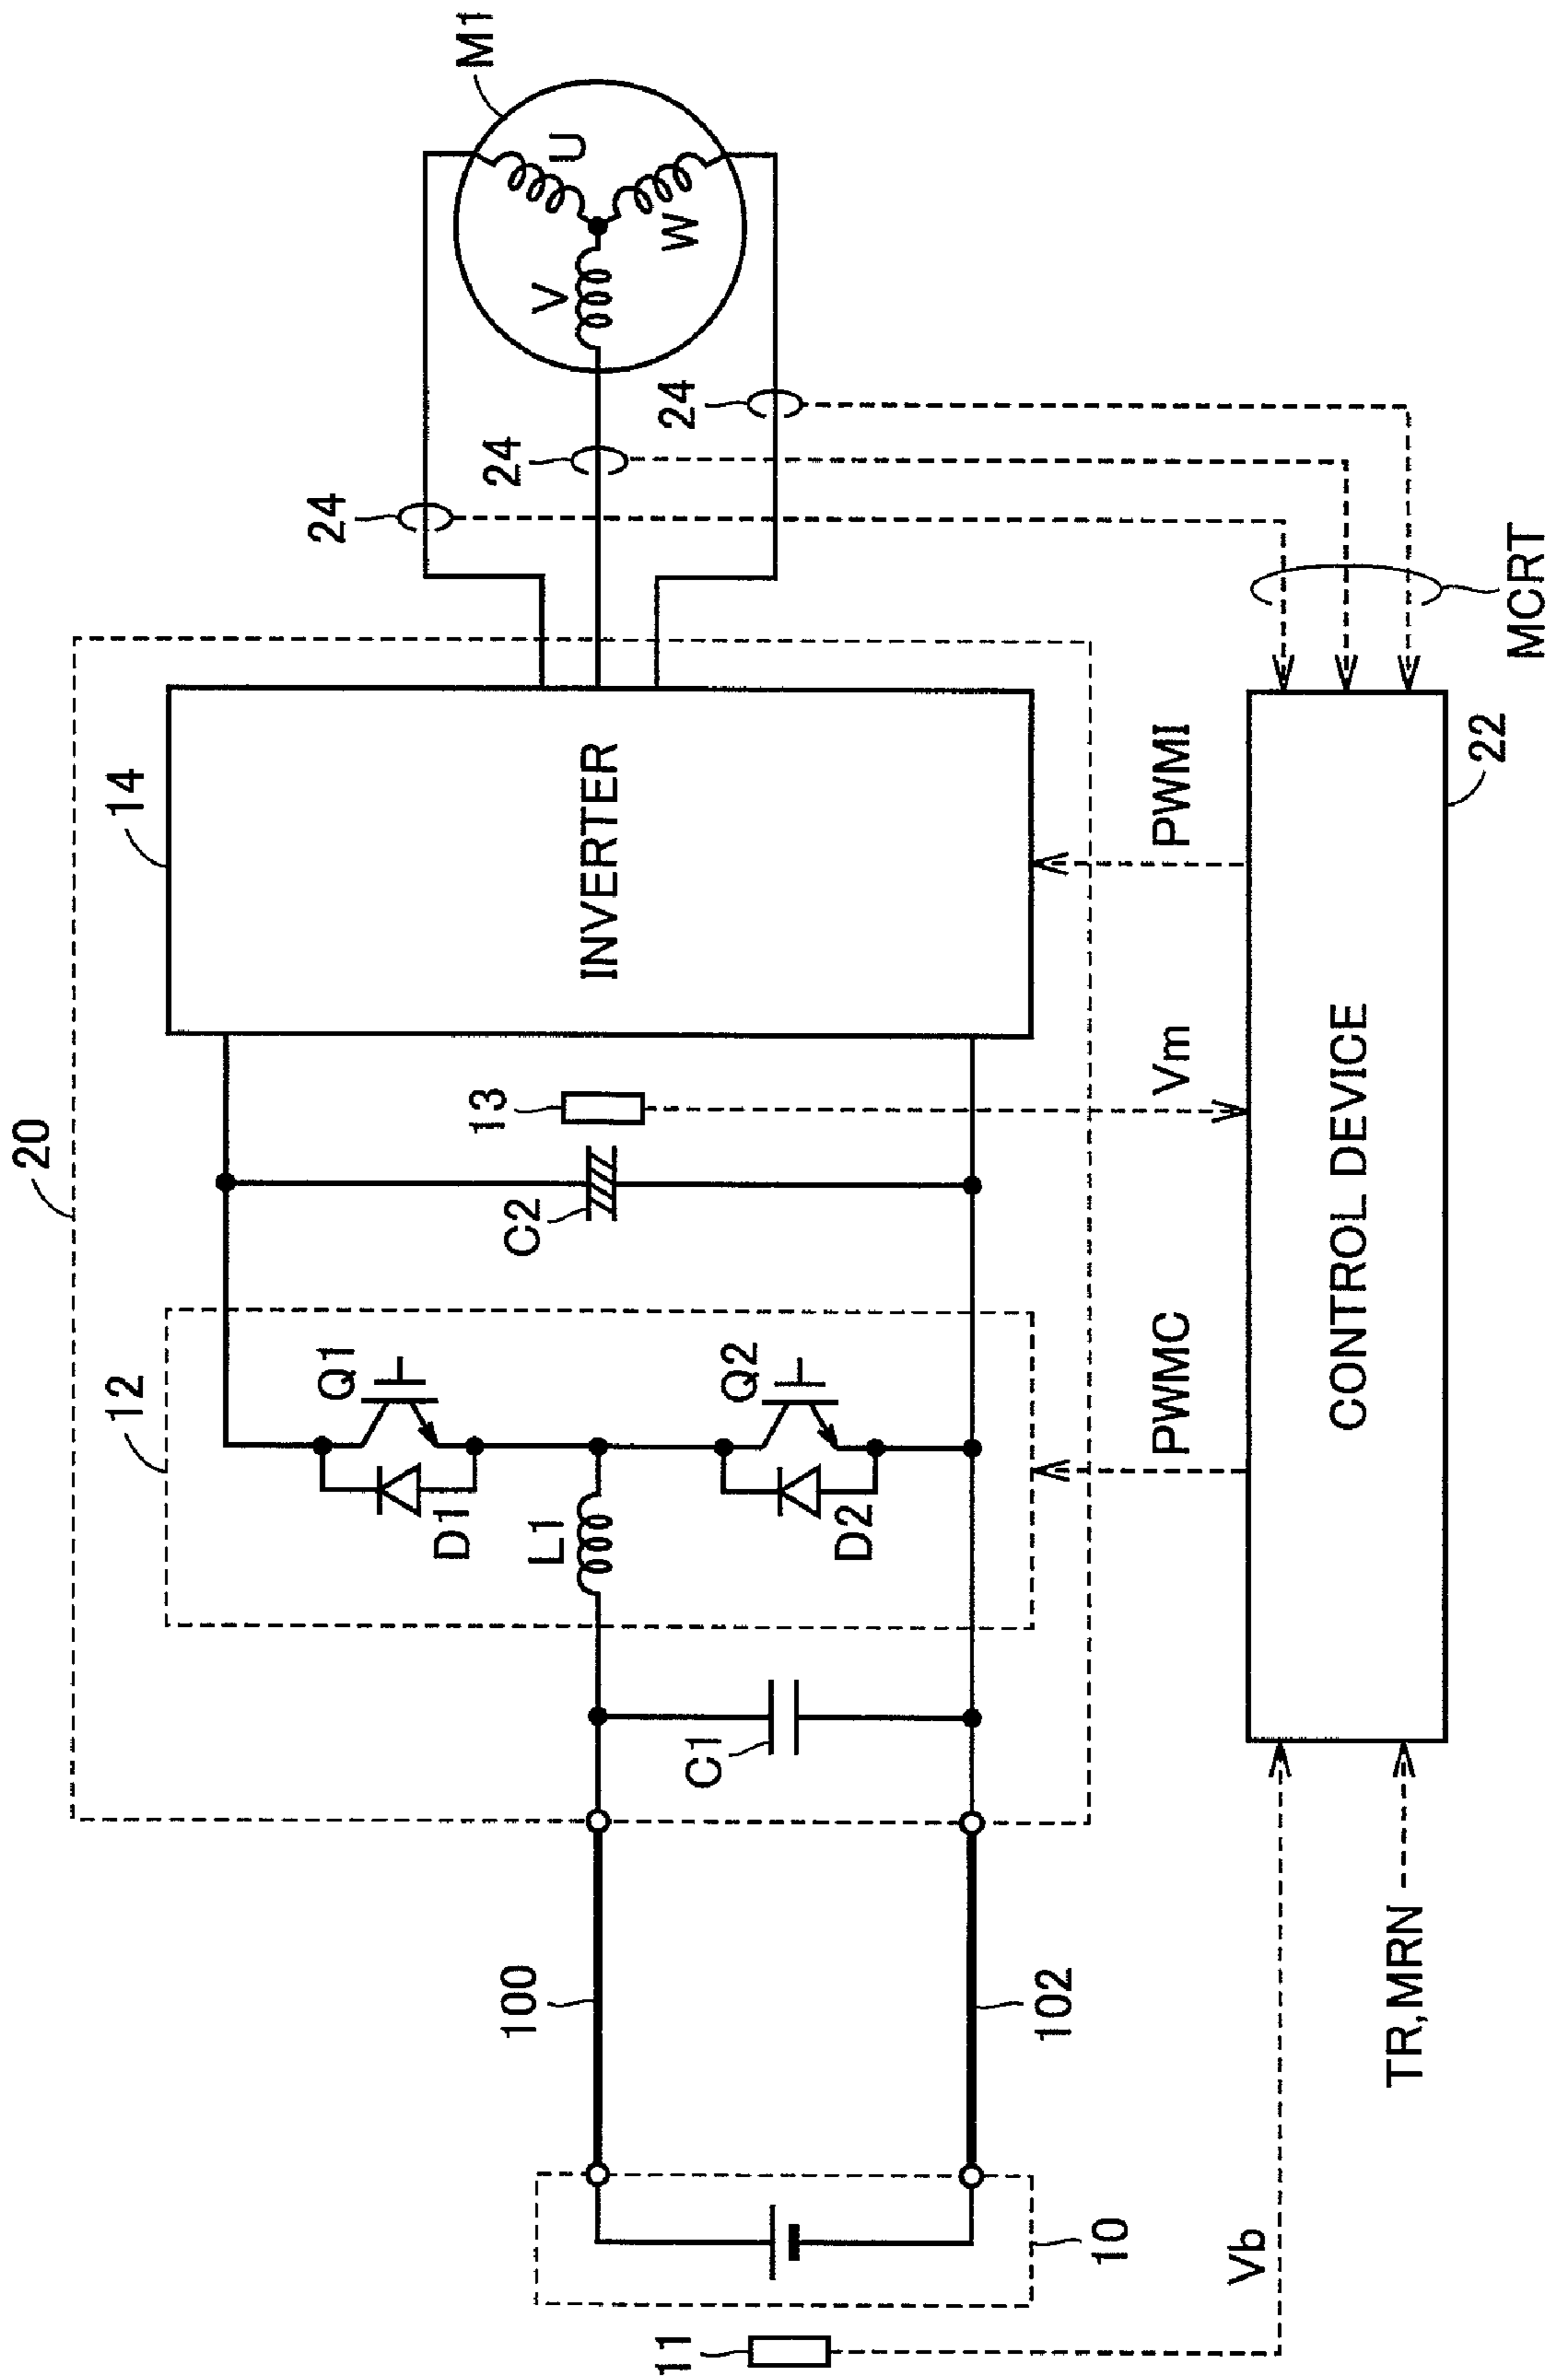 20
14
12
M1
24
U
Q1
V
24
W
13
D1
L1
C2
24
100
Q2
C1
D2
11
102
10
PWMC
Vm
PWMI
Vb
CONTROL DEVICE
INVERTER
TR,MRN
22
MCRT